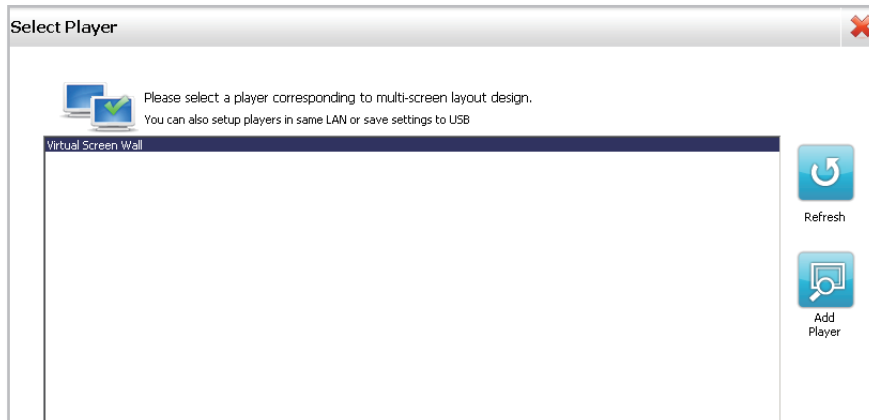 Select Player
Please select a player corresponding to multi-screen layout design.
You can also setup players in same LAN or save settings to USB
Virtual Screen Wall
Refresh
Add
Player